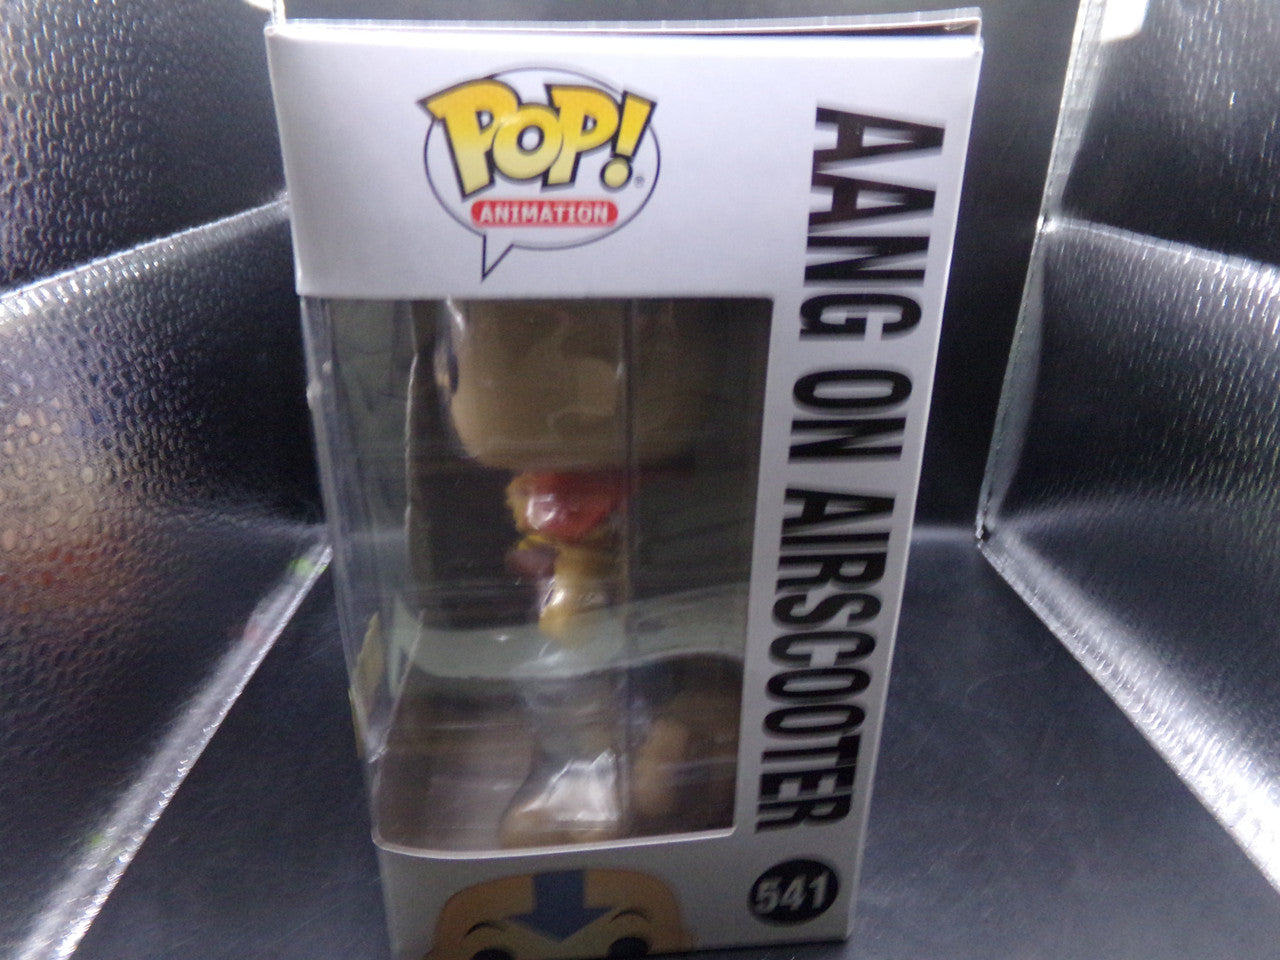 POP!
®
ANIMATION
AANG ON AIRSCOOTER
541